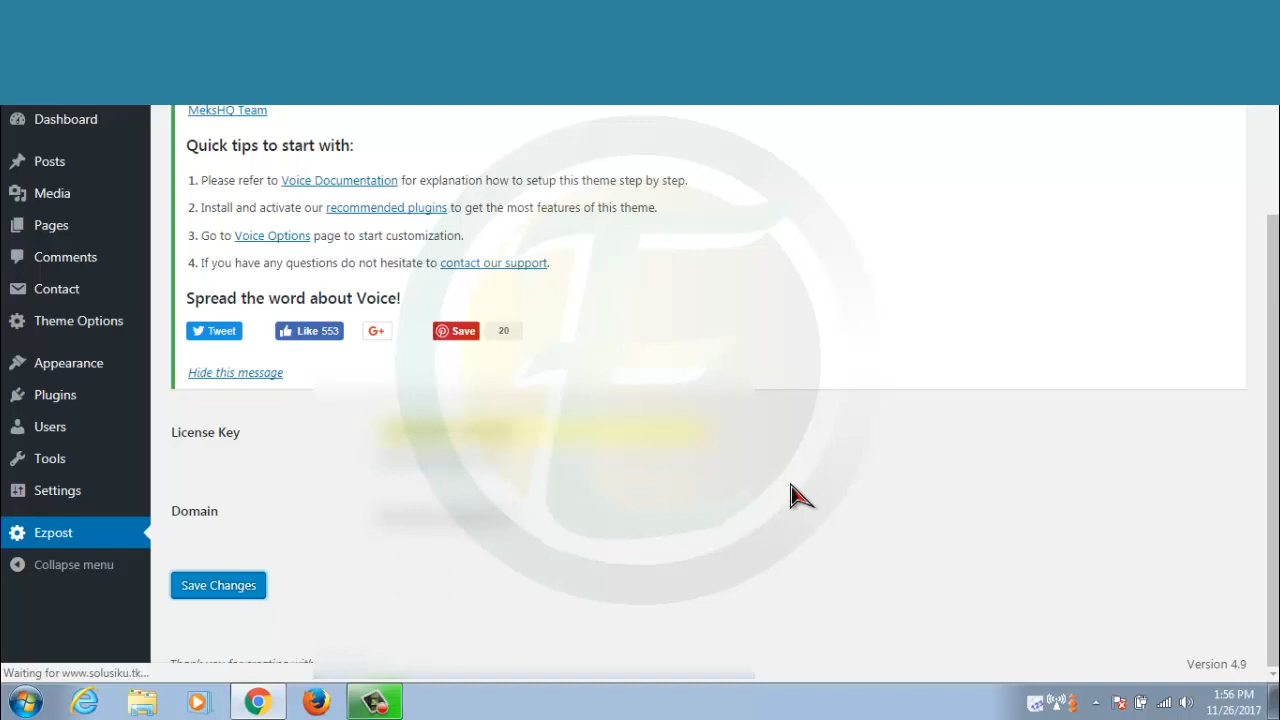 MeksHQ Team
Dashboard
Quick tips to start with:
Posts
1. Please refer to Voice Documentation for explanation how to setup this theme step by step.
Media
2. Install and activate our recommended plugins to get the most features of this theme.
Pages
3. Go to Voice Options page to start customization.
Comments
4. If you have any questions do not hesitate to contact our support.
Contact
Spread the word about Voice!
Theme Options
Tweet
Like 553
G+
Save
20
Appearance
Hide this message
Plugins
Users
License Key
Tools
Settings
Domain
Ezpost
Collapse menu
Save Changes
Version 4.9
Waiting for www.solusiku.tk...
1:56 PM
11/26/2017